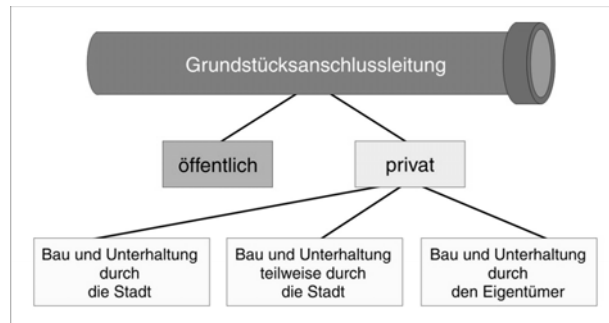 Grundstücksanschlussleitung
öffentlich
privat
Bau und Unterhaltung
durch
die Stadt
Bau und Unterhaltung
teilweise durch
die Stadt
Bau und Unterhaltung
durch
den Eigentümer